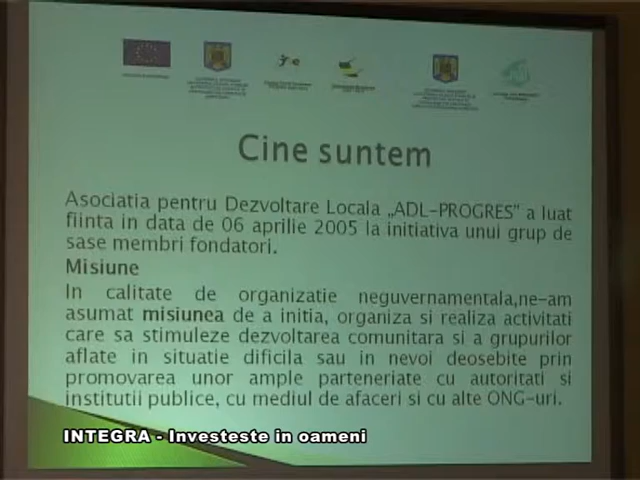 Cine suntem
Asociatia pentru Dezvoltare Locala „ADL-PROGRES" a luat
fiinta in data de 06 aprilie 2005 la initiativa unui grup de
sase membri fondatori.
Misiune
In calitate de organizatie neguvernamentala,ne-am
asumat misiunea de a initia, organiza si realiza activitati
care sa stimuleze dezvoltarea comunitara si a grupurilor
aflate in situatie dificila sau in nevoi deosebite prin
promovarea unor ample parteneriate cu autoritati si
institutii publice, cu mediul de afaceri si cu alte ONG-uri.
INTEGRA - Investeste in oameni